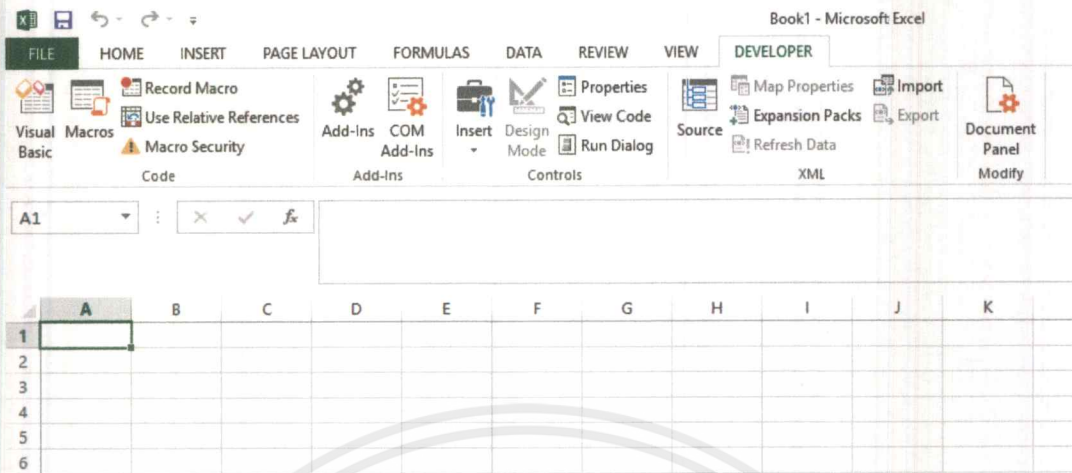 Book1 - Microsoft Excel
FILE HOME INSERT PAGE LAYOUT FORMULAS DATA REVIEW VIEW DEVELOPER
Visual Basic
Macros
Record Macro
Use Relative References
Macro Security
Code
Add-Ins
COM Add-Ins
Add-Ins
Insert
Design Mode
Properties
View Code
Run Dialog
Controls
Source
Map Properties
Expansion Packs
Refresh Data
Import
Export
XML
Document Panel
Modify
A1
fx
A B C D E F G H I J K
1
2
3
4
5
6